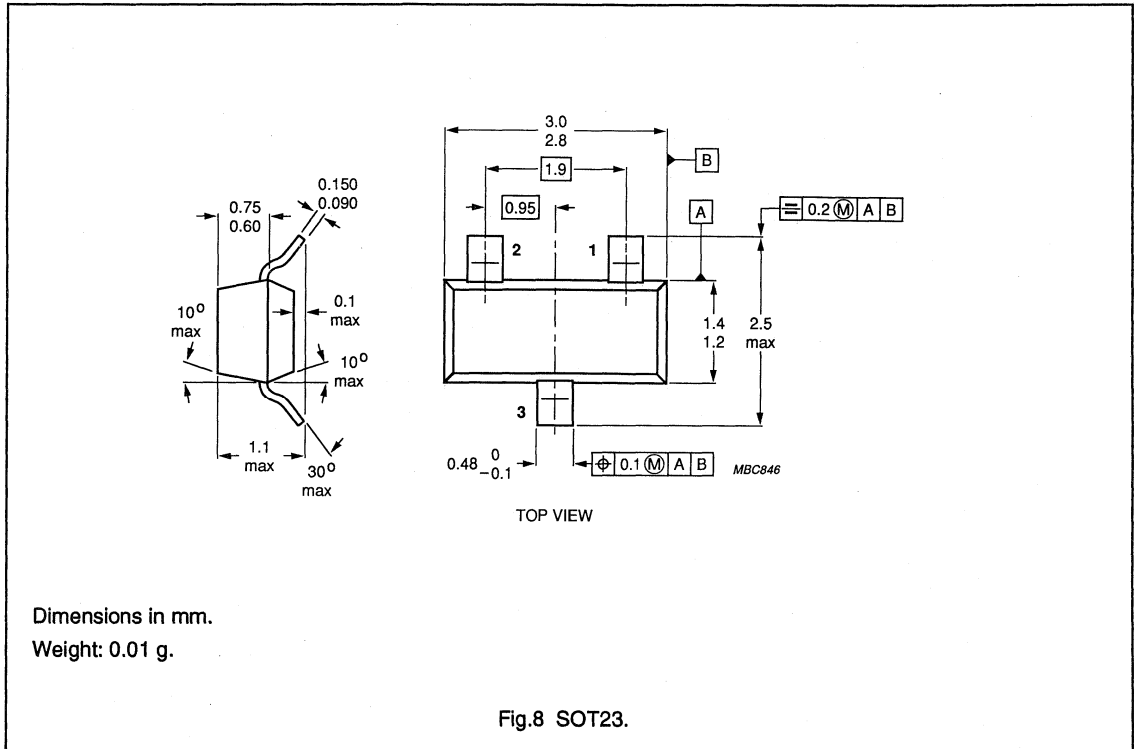 3.0
2.8
B
1.9
0.150
0.090
0.75
0.60
0.95
A
0.2 Ⓜ A B
2
1
10° max
0.1 max
1.4
1.2
2.5 max
10° max
3
1.1 max
30° max
0.48 0 −0.1
⌖ 0.1 Ⓜ A B
MBC846
TOP VIEW
Dimensions in mm.
Weight: 0.01 g.
Fig.8 SOT23.